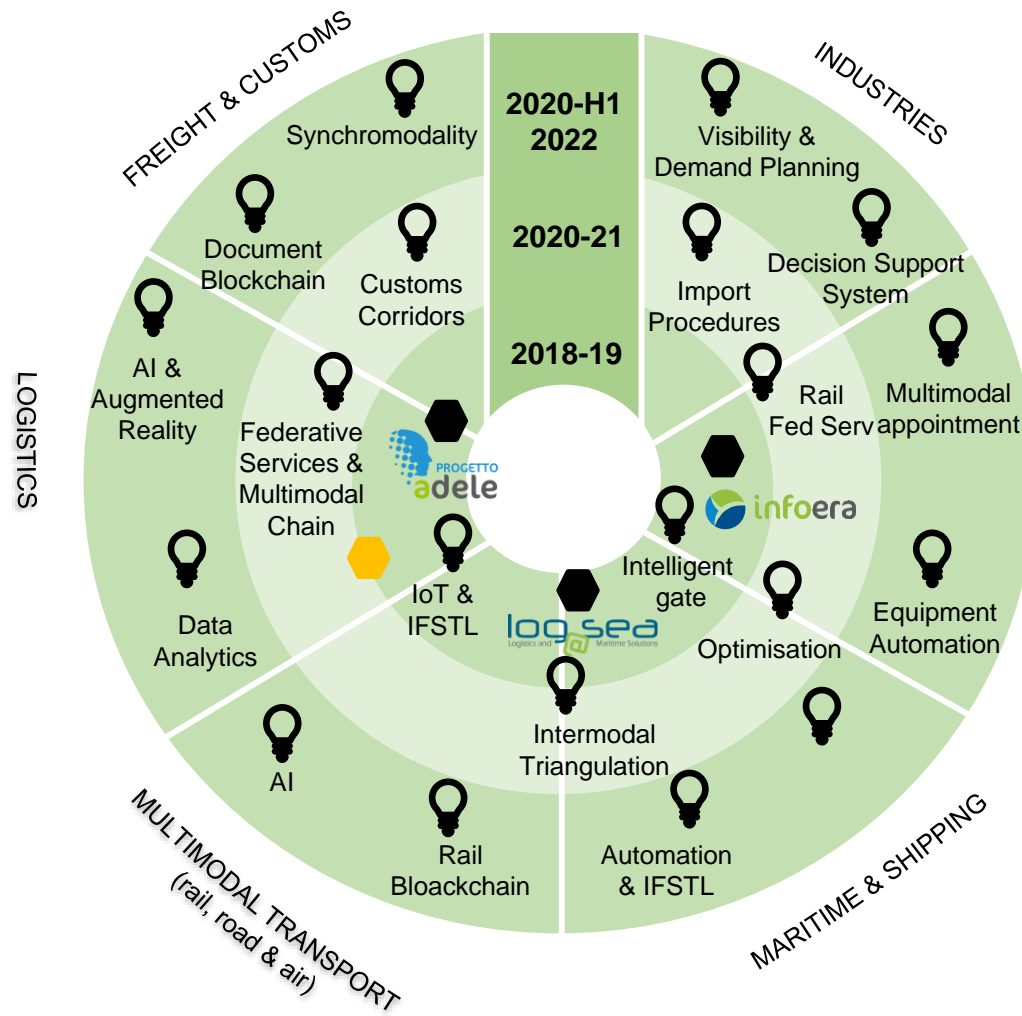 FREIGHT & CUSTOMS
INDUSTRIES
2020-H1
2022
2020-21
2018-19
Synchromodality
Document
Blockchain
Customs
Corridors
Visibility &
Demand Planning
Decision Support
System
Import
Procedures
LOGISTICS
AI &
Augmented
Reality
Federative
Services &
Multimodal
Chain
PROGETTO
adele
IoT &
IFSTL
Data
Analytics
Rail
Fed Serv
Multimodal
appointment
infoera
Intelligent
gate
Optimisation
Equipment
Automation
log@sea
Logistics and Maritime Solutions
Intermodal
Triangulation
AI
Rail
Bloackchain
Automation
& IFSTL
MULTIMODAL TRANSPORT
(rail, road & air)
MARITIME & SHIPPING